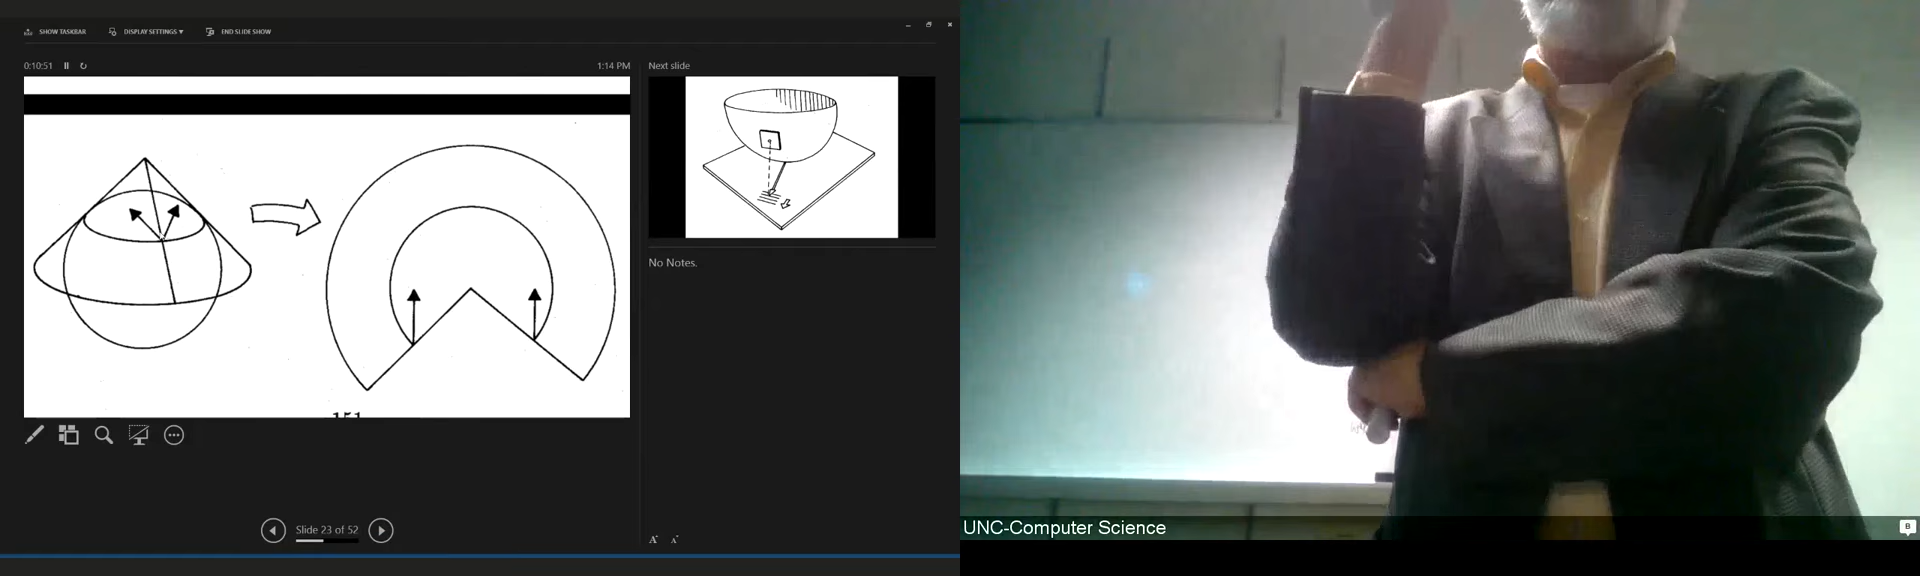 SHOW TASKBAR DISPLAY SETTINGS ▼ END SLIDE SHOW
0:10:51 1:14 PM
Next slide
No Notes.
Slide 23 of 52
A A
UNC-Computer Science
B